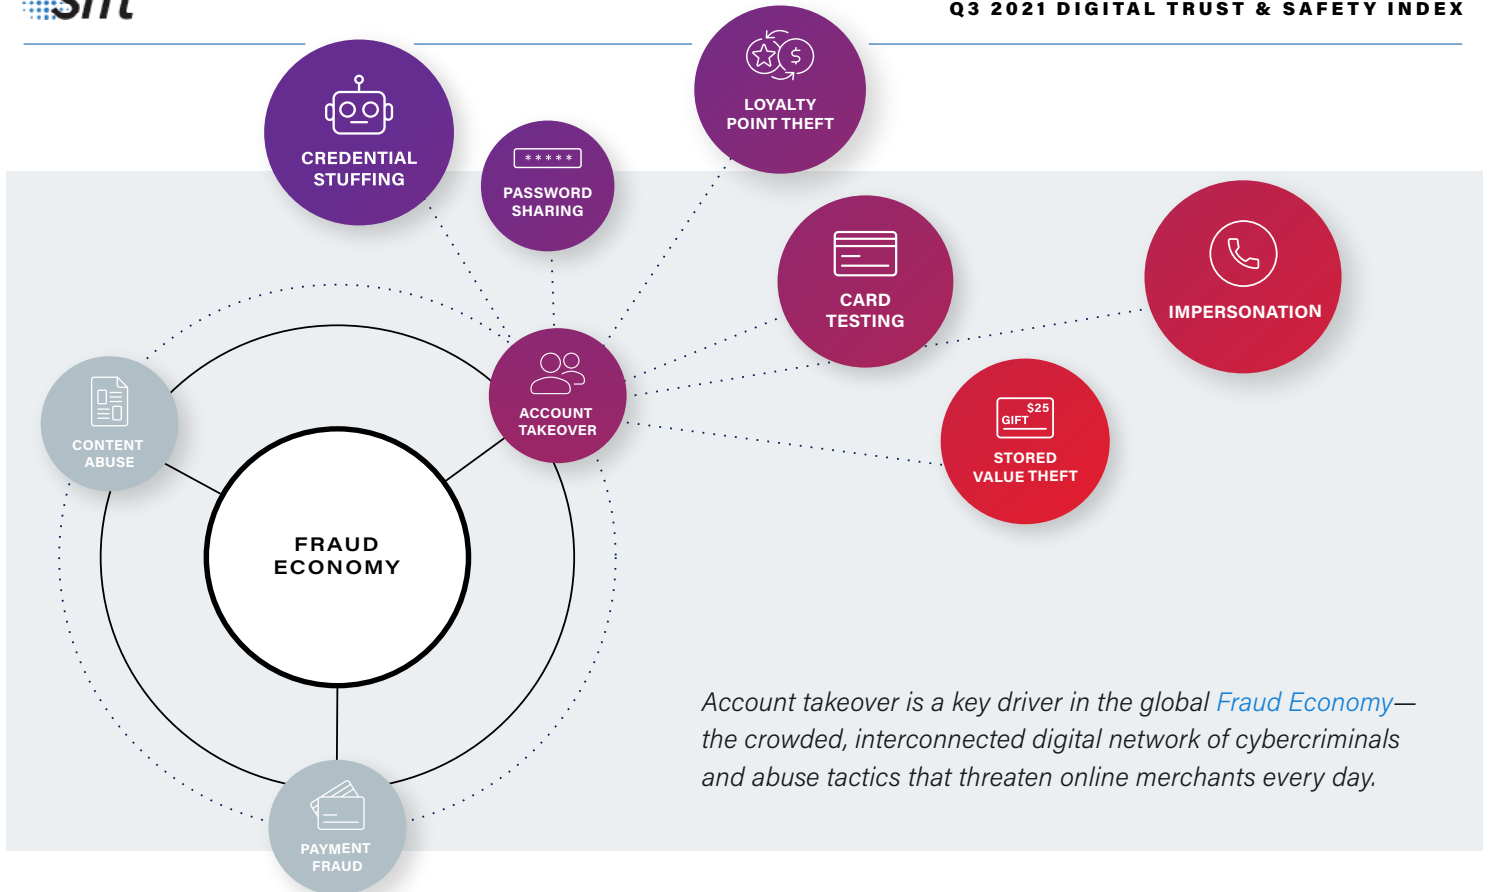 sift
Q3 2021 DIGITAL TRUST & SAFETY INDEX
LOYALTY
POINT THEFT
CREDENTIAL
STUFFING
*****
PASSWORD
SHARING
CARD
TESTING
IMPERSONATION
ACCOUNT
TAKEOVER
$25
GIFT
STORED
VALUE THEFT
CONTENT
ABUSE
FRAUD
ECONOMY
Account takeover is a key driver in the global Fraud Economy—
the crowded, interconnected digital network of cybercriminals
and abuse tactics that threaten online merchants every day.
PAYMENT
FRAUD